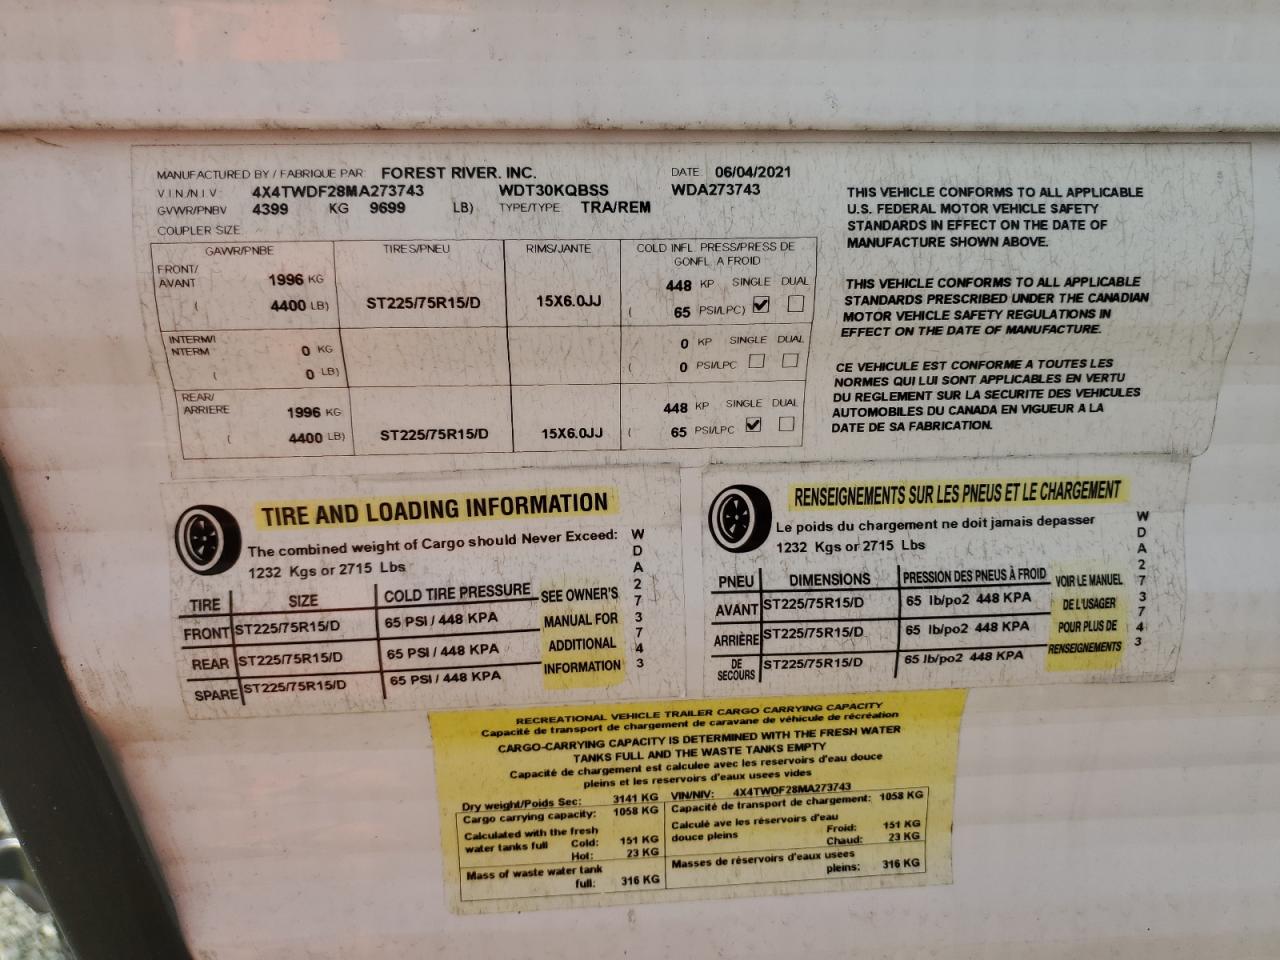 MANUFACTURED BY / FABRIQUE PAR: FOREST RIVER. INC. DATE 06/04/2021
VIN/NIV: 4X4TWDF28MA273743 WDT30KQBSS WDA273743
GVWR/PNBV 4399 KG 9699 LB) TYPE/TYPE TRA/REM
COUPLER SIZE
GAWR/PNBE TIRES/PNEU RIMS/JANTE COLD INFL PRESS/PRESS DE
GONFL A FROID
FRONT/
AVANT 1996 KG 448 KP SINGLE DUAL
( 4400 LB) ST225/75R15/D 15X6.0JJ ( 65 PSI/LPC)
INTERM/I
NTERM 0 KG 0 KP SINGLE DUAL
( 0 LB) ( 0 PSI/LPC
REAR/
ARRIERE 1996 KG 448 KP SINGLE DUAL
( 4400 LB) ST225/75R15/D 15X6.0JJ ( 65 PSI/LPC
THIS VEHICLE CONFORMS TO ALL APPLICABLE
U.S. FEDERAL MOTOR VEHICLE SAFETY
STANDARDS IN EFFECT ON THE DATE OF
MANUFACTURE SHOWN ABOVE.
THIS VEHICLE CONFORMS TO ALL APPLICABLE
STANDARDS PRESCRIBED UNDER THE CANADIAN
MOTOR VEHICLE SAFETY REGULATIONS IN
EFFECT ON THE DATE OF MANUFACTURE.
CE VEHICULE EST CONFORME A TOUTES LES
NORMES QUI LUI SONT APPLICABLES EN VERTU
DU REGLEMENT SUR LA SECURITE DES VEHICULES
AUTOMOBILES DU CANADA EN VIGUEUR A LA
DATE DE SA FABRICATION.
TIRE AND LOADING INFORMATION
The combined weight of Cargo should Never Exceed:
1232 Kgs or 2715 Lbs
TIRE SIZE COLD TIRE PRESSURE
FRONT ST225/75R15/D 65 PSI / 448 KPA
REAR ST225/75R15/D 65 PSI / 448 KPA
SPARE ST225/75R15/D 65 PSI / 448 KPA
SEE OWNER'S
MANUAL FOR
ADDITIONAL
INFORMATION
WDA273743
RENSEIGNEMENTS SUR LES PNEUS ET LE CHARGEMENT
Le poids du chargement ne doit jamais depasser
1232 Kgs or 2715 Lbs
PNEU DIMENSIONS PRESSION DES PNEUS À FROID
AVANT ST225/75R15/D 65 lb/po2 448 KPA
ARRIÈRE ST225/75R15/D 65 lb/po2 448 KPA
DE
SECOURS ST225/75R15/D 65 lb/po2 448 KPA
VOIR LE MANUEL
DE L'USAGER
POUR PLUS DE
RENSEIGNEMENTS
WDA273743
RECREATIONAL VEHICLE TRAILER CARGO CARRYING CAPACITY
Capacité de transport de chargement de caravane de véhicule de récréation
CARGO-CARRYING CAPACITY IS DETERMINED WITH THE FRESH WATER
TANKS FULL AND THE WASTE TANKS EMPTY
Capacité de chargement est calculee avec les reservoirs d'eau douce
pleins et les reservoirs d'eaux usees vides
Dry weight/Poids Sec: 3141 KG VIN/NIV: 4X4TWDF28MA273743
Cargo carrying capacity: 1058 KG Capacité de transport de chargement: 1058 KG
Calculated with the fresh
water tanks full Cold: 151 KG
Hot: 23 KG
Calculé ave les réservoirs d'eau
douce pleins Froid: 151 KG
Chaud: 23 KG
Mass of waste water tank
full: 316 KG
Masses de réservoirs d'eaux usees
pleins: 316 KG